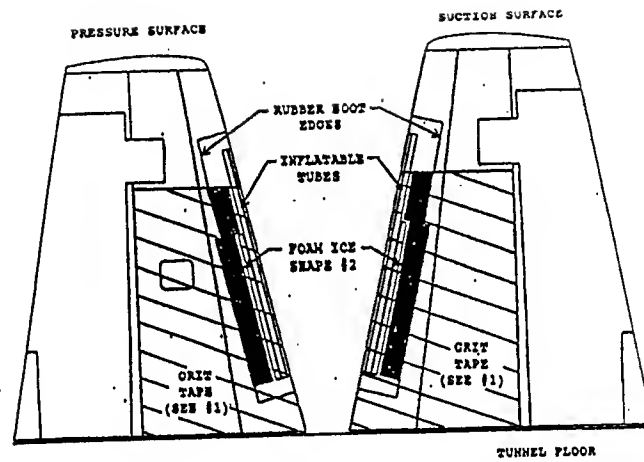 SUCTION SURFACE
PRESSURE SURFACE
RUBBER BOOT
EDGES
INFLATABLE
TUBES
FOAM ICE
SHAPE #2
GRIT
TAPE
(SEE #1)
GRIT
TAPE
(SEE #1)
TUNNEL FLOOR